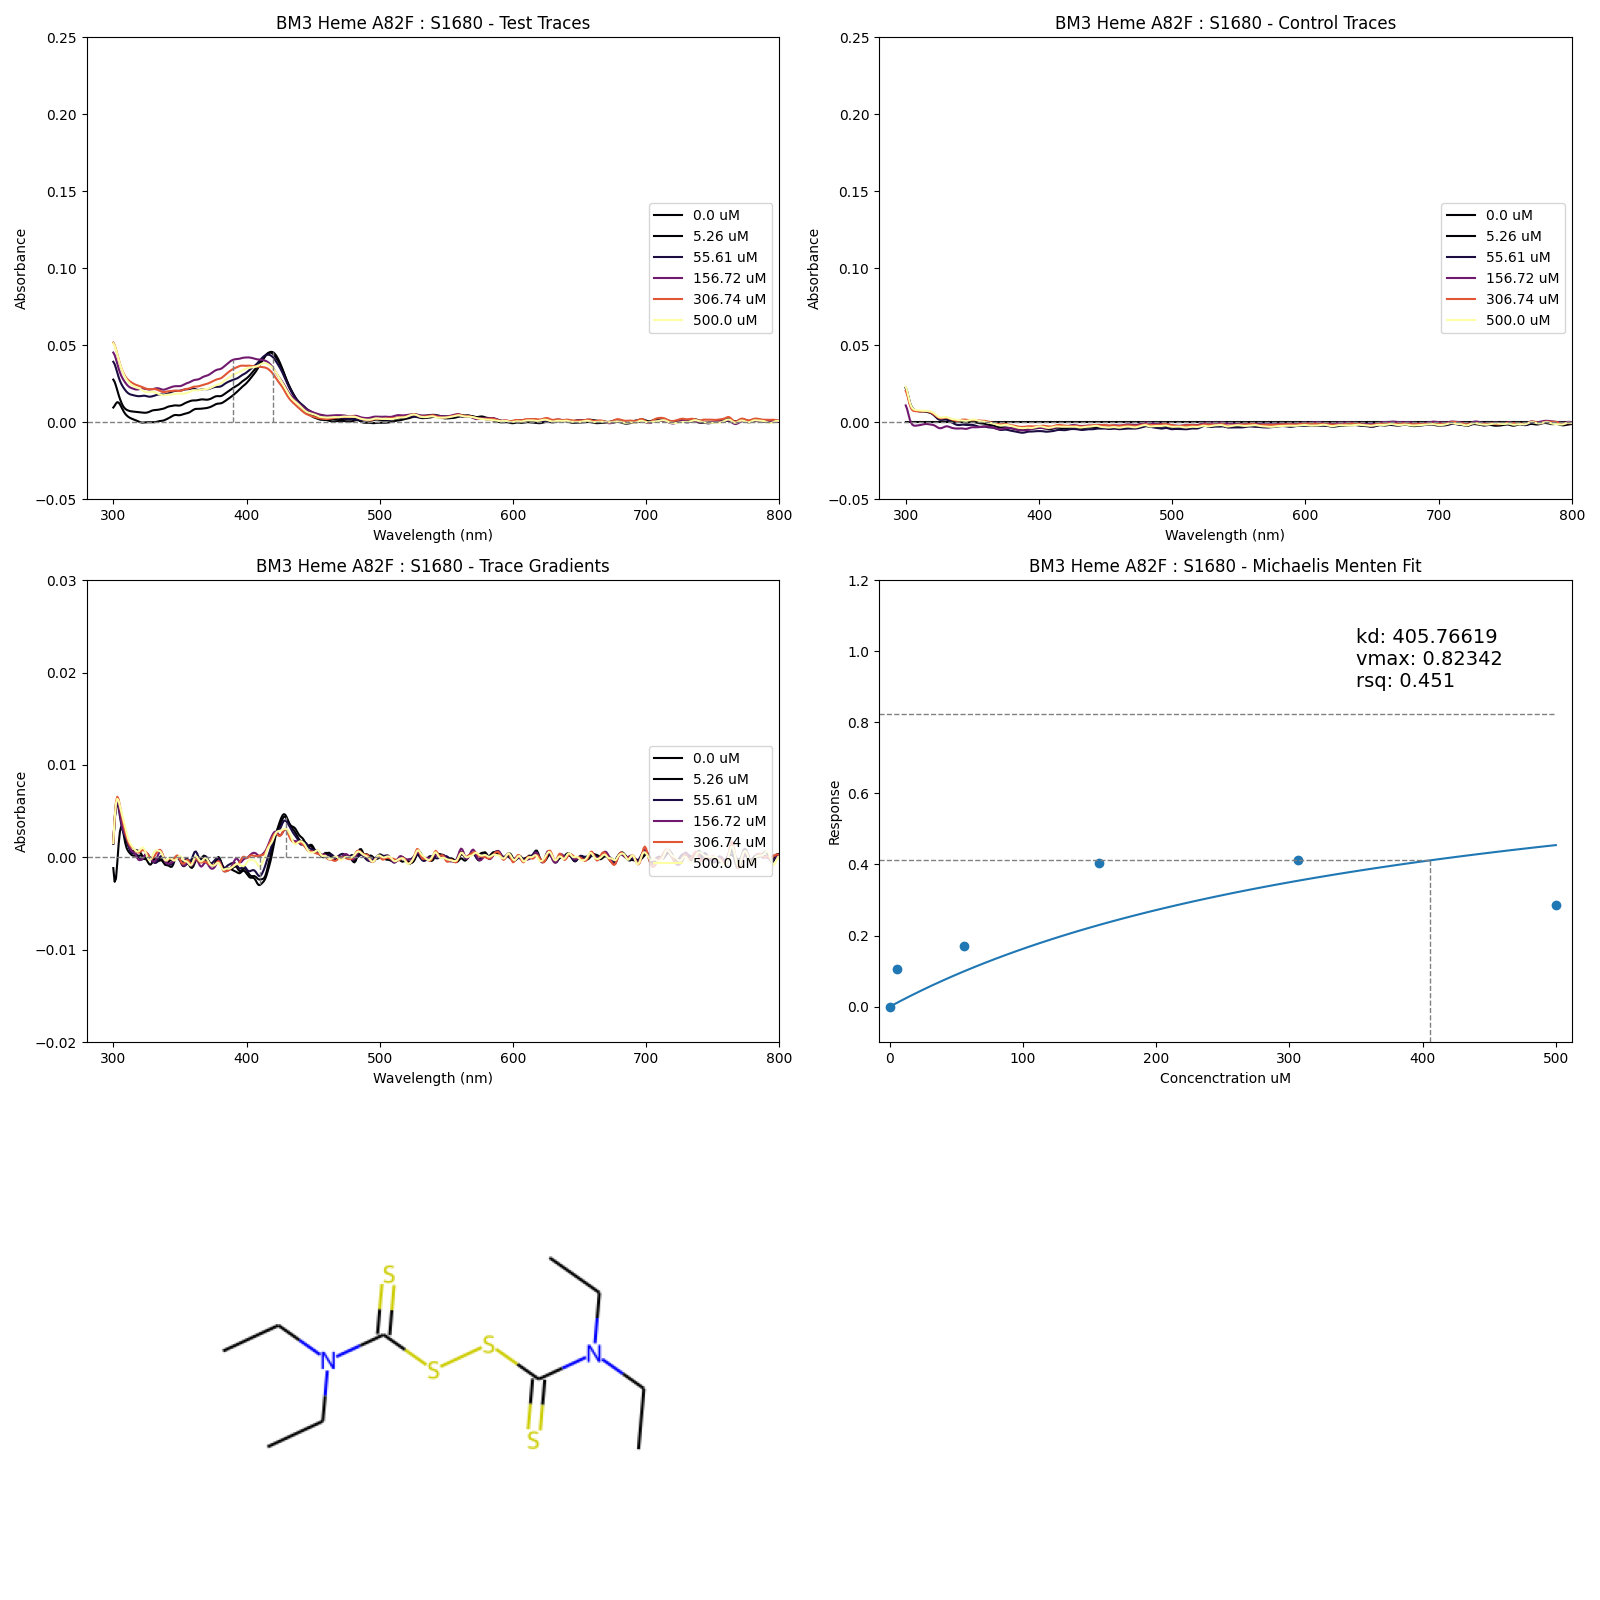 BM3 Heme A82F : S1680 - Test Traces
0.25
0.20
0.15
0.10
0.05
0.00
−0.05
Absorbance
300
400
500
600
700
800
Wavelength (nm)
0.0 uM
5.26 uM
55.61 uM
156.72 uM
306.74 uM
500.0 uM
BM3 Heme A82F : S1680 - Control Traces
0.25
0.20
0.15
0.10
0.05
0.00
−0.05
Absorbance
300
400
500
600
700
800
Wavelength (nm)
0.0 uM
5.26 uM
55.61 uM
156.72 uM
306.74 uM
500.0 uM
BM3 Heme A82F : S1680 - Trace Gradients
0.03
0.02
0.01
0.00
−0.01
−0.02
Absorbance
300
400
500
600
700
800
Wavelength (nm)
0.0 uM
5.26 uM
55.61 uM
156.72 uM
306.74 uM
500.0 uM
BM3 Heme A82F : S1680 - Michaelis Menten Fit
1.2
1.0
0.8
0.6
0.4
0.2
0.0
Response
0
100
200
300
400
500
Concenctration uM
kd: 405.76619
vmax: 0.82342
rsq: 0.451
S
N
S
S
N
S